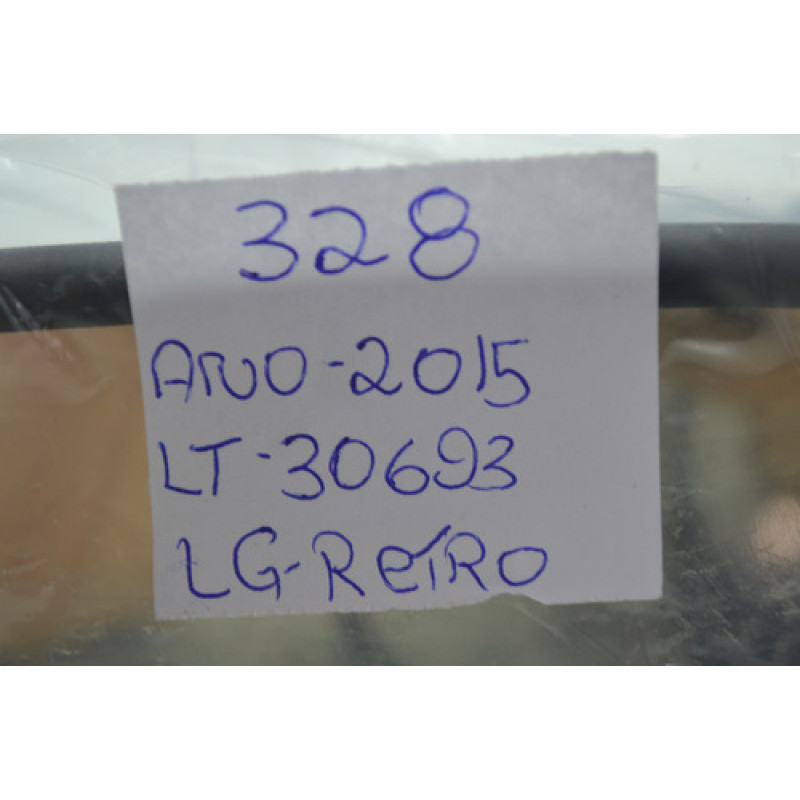 328
ANO-2015
LT-30693
LG-RETRO